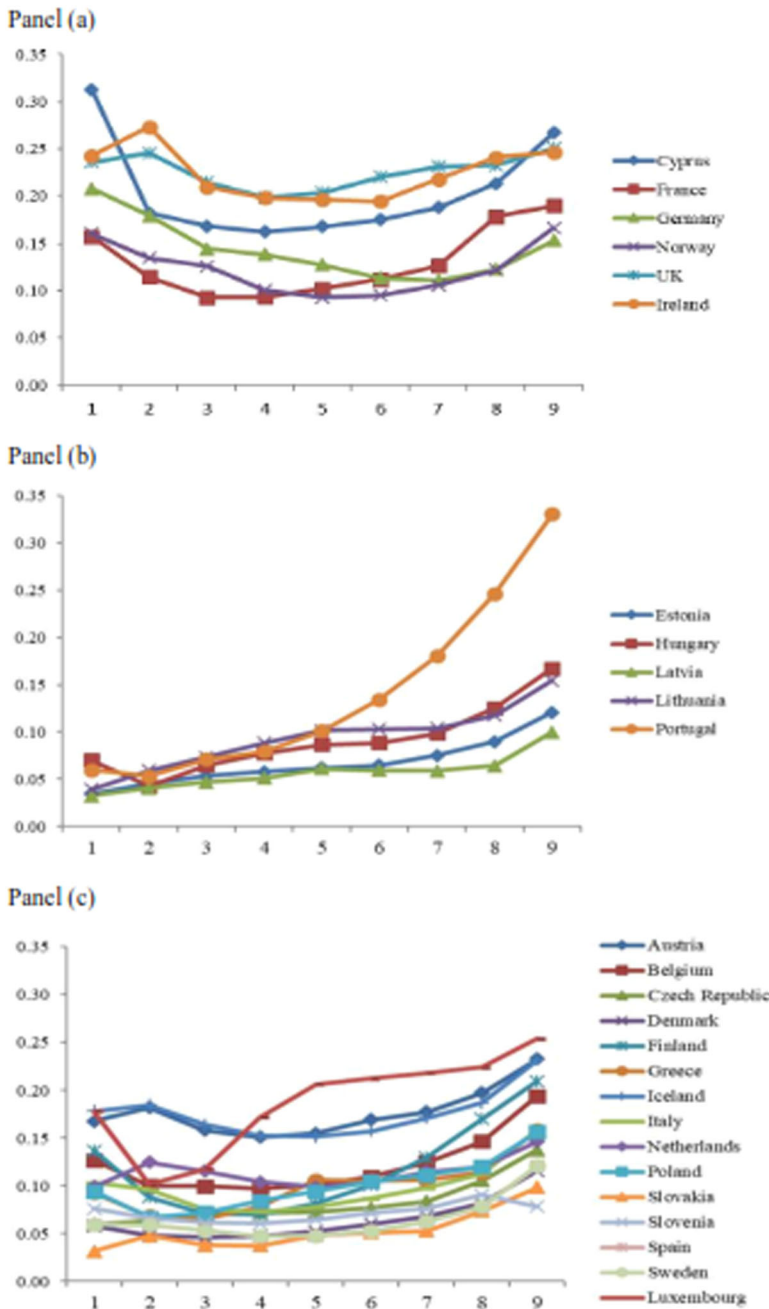 Panel (a)
0.35
0.30
0.25
0.20
0.15
0.10
0.05
0.00
1 2 3 4 5 6 7 8 9
Cyprus
France
Germany
Norway
UK
Ireland
Panel (b)
0.35
0.30
0.25
0.20
0.15
0.10
0.05
0.00
1 2 3 4 5 6 7 8 9
Estonia
Hungary
Latvia
Lithuania
Portugal
Panel (c)
0.35
0.30
0.25
0.20
0.15
0.10
0.05
0.00
1 2 3 4 5 6 7 8 9
Austria
Belgium
Czech Republic
Denmark
Finland
Greece
Iceland
Italy
Netherlands
Poland
Slovakia
Slovenia
Spain
Sweden
Luxembourg